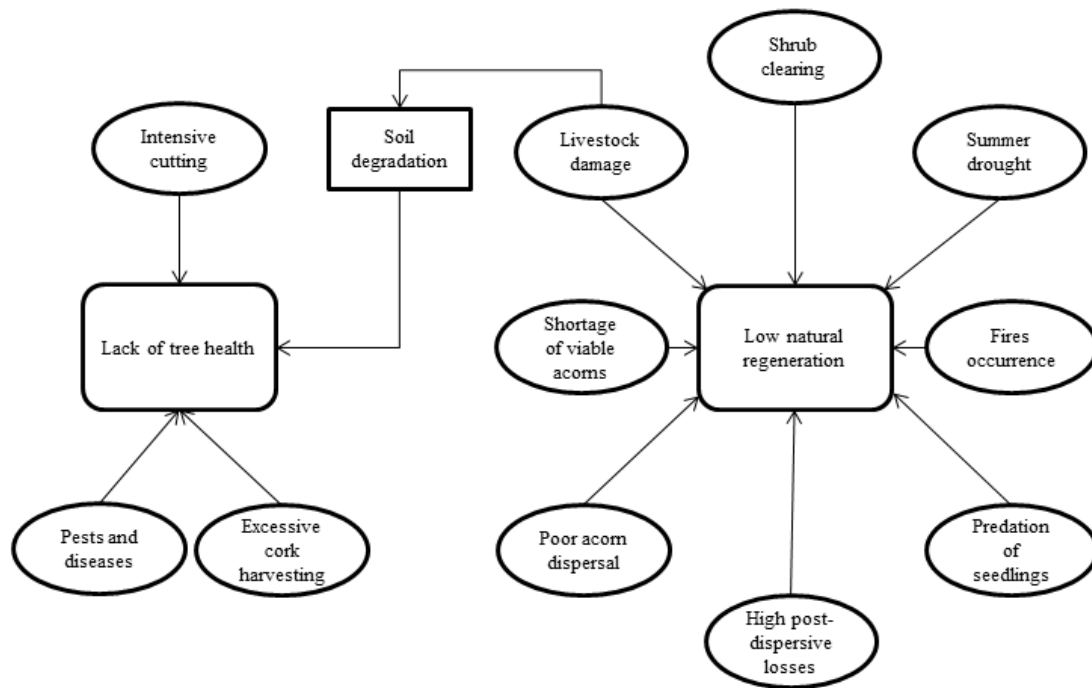 Shrub
clearing
Intensive
cutting
Soil
degradation
Livestock
damage
Summer
drought
Lack of tree health
Shortage
of viable
acorns
Low natural
regeneration
Fires
occurrence
Pests and
diseases
Excessive
cork
harvesting
Poor acorn
dispersal
Predation
of
seedlings
High post-
dispersive
losses